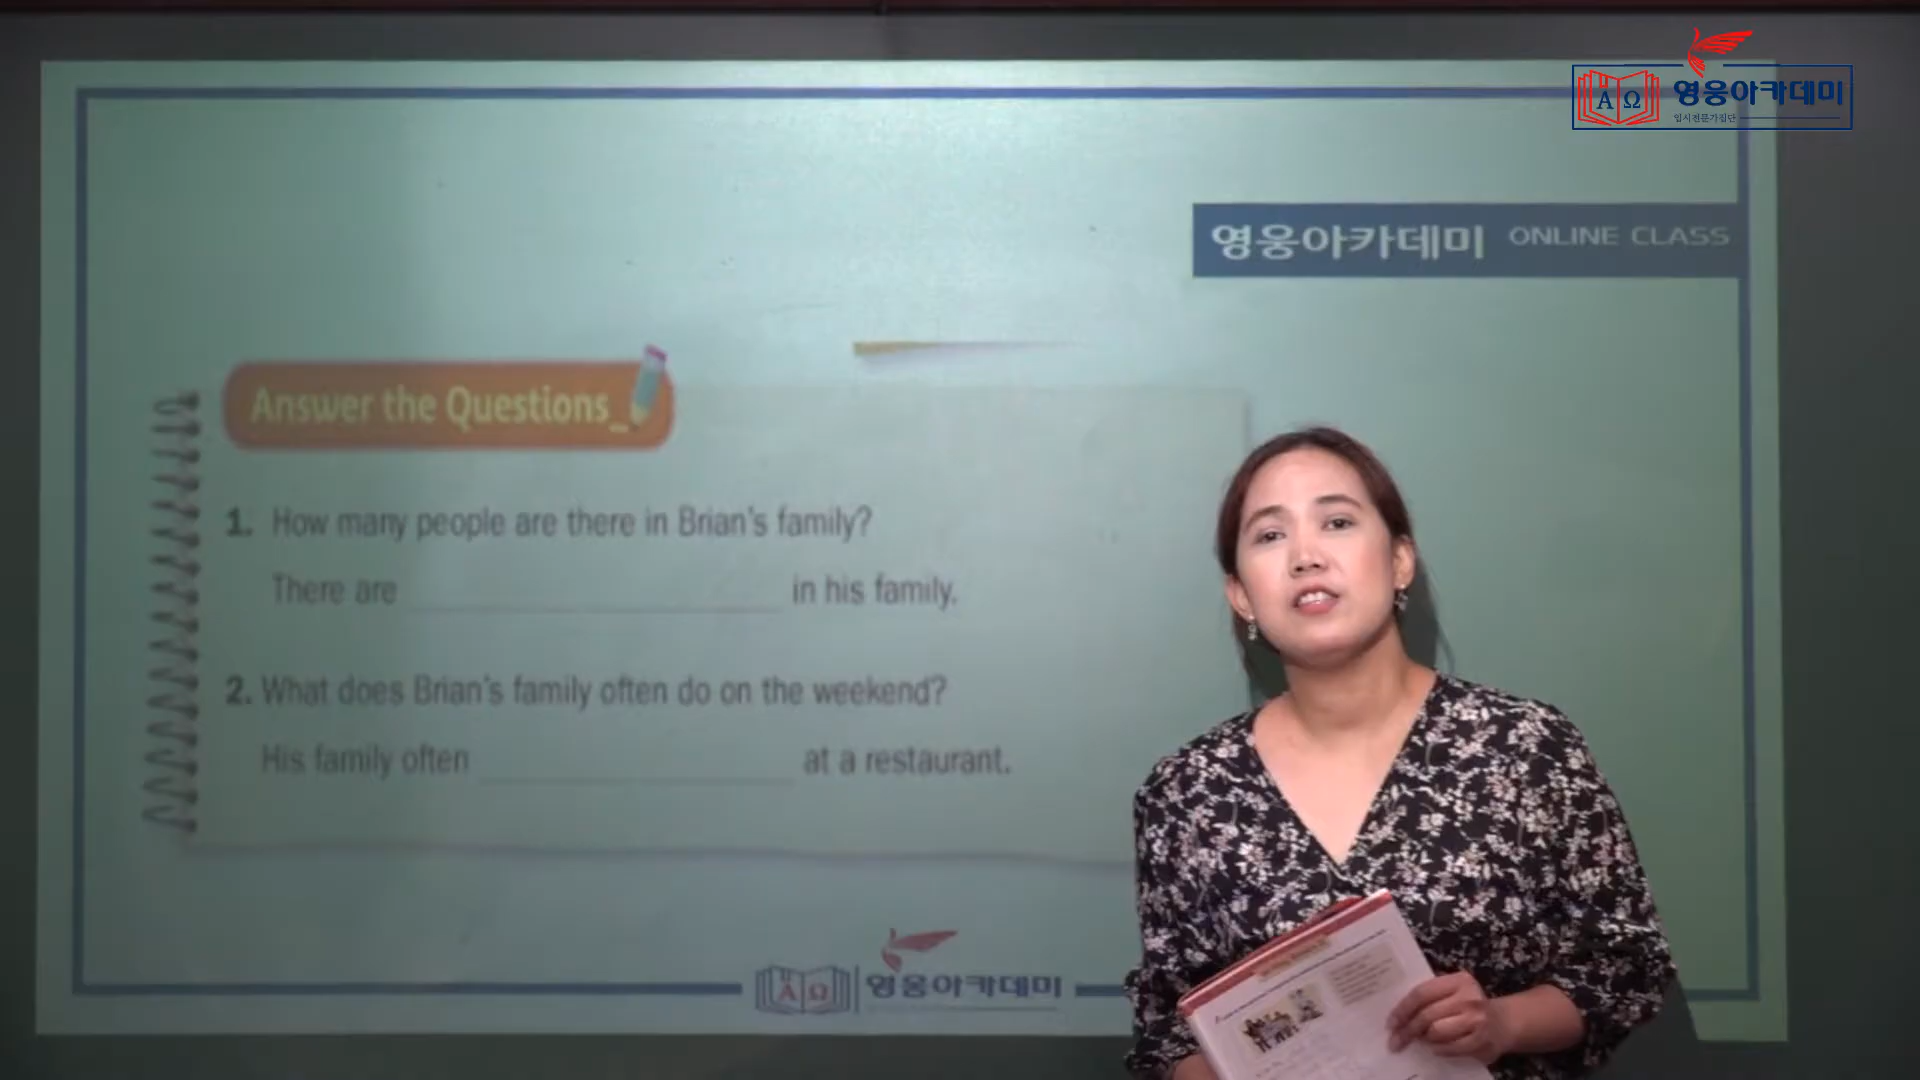 영웅아카데미
입시전문가집단
영웅아카데미 ONLINE CLASS
Answer the Questions_
1. How many people are there in Brian's family?
There are in his family.
2. What does Brian's family often do on the weekend?
His family often at a restaurant.
A Ω 영웅아카데미